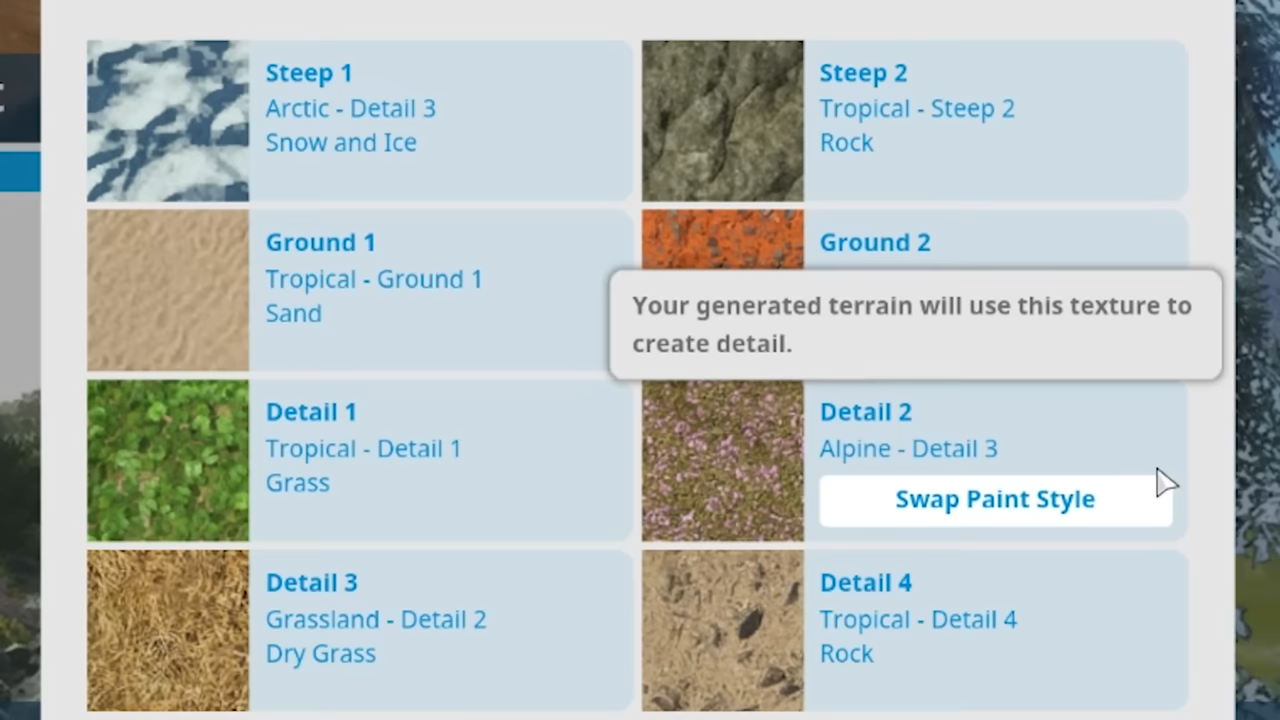 Steep 1
Arctic - Detail 3
Snow and Ice
Steep 2
Tropical - Steep 2
Rock
Ground 1
Tropical - Ground 1
Sand
Ground 2
Your generated terrain will use this texture to
create detail.
Detail 1
Tropical - Detail 1
Grass
Detail 2
Alpine - Detail 3
Swap Paint Style
Detail 3
Grassland - Detail 2
Dry Grass
Detail 4
Tropical - Detail 4
Rock